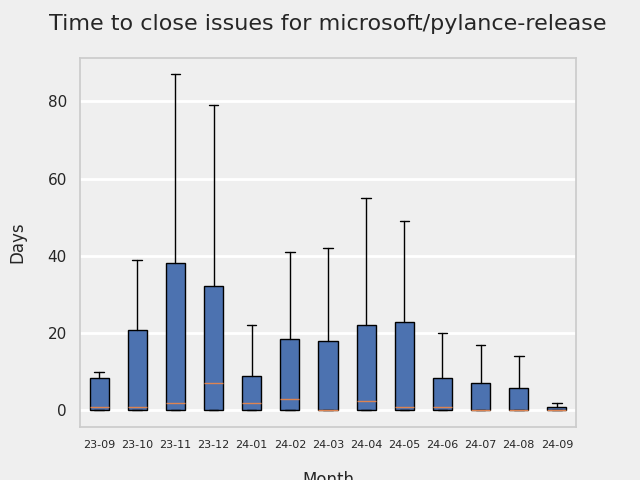 Time to close issues for microsoft/pylance-release
80
60
40
20
0
Days
23-09 23-10 23-11 23-12 24-01 24-02 24-03 24-04 24-05 24-06 24-07 24-08 24-09
Month